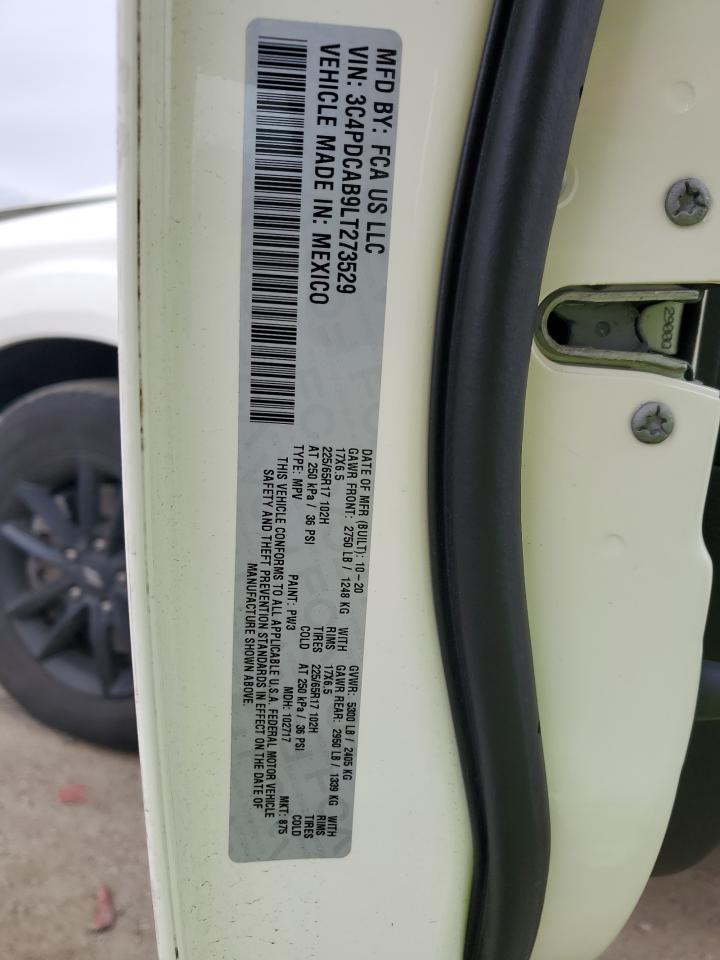 MFD BY: FCA US LLC
VIN: 3C4PDCAB9LT273529
VEHICLE MADE IN: MEXICO
DATE OF MFR (BUILT): 10-20 GVWR: 5300 LB / 2405 KG
GAWR FRONT: 2750 LB / 1248 KG WITH GAWR REAR: 2950 LB / 1339 KG WITH
17X6.5 RIMS 17X6.5 RIMS
225/65R17 102H TIRES 225/65R17 102H TIRES
AT 250 kPa / 36 PSI COLD AT 250 kPa / 36 PSI COLD
TYPE: MPV PAINT: PW3 MDH: 102717 MKT: 875
THIS VEHICLE CONFORMS TO ALL APPLICABLE U.S.A. FEDERAL MOTOR VEHICLE
SAFETY AND THEFT PREVENTION STANDARDS IN EFFECT ON THE DATE OF
MANUFACTURE SHOWN ABOVE.